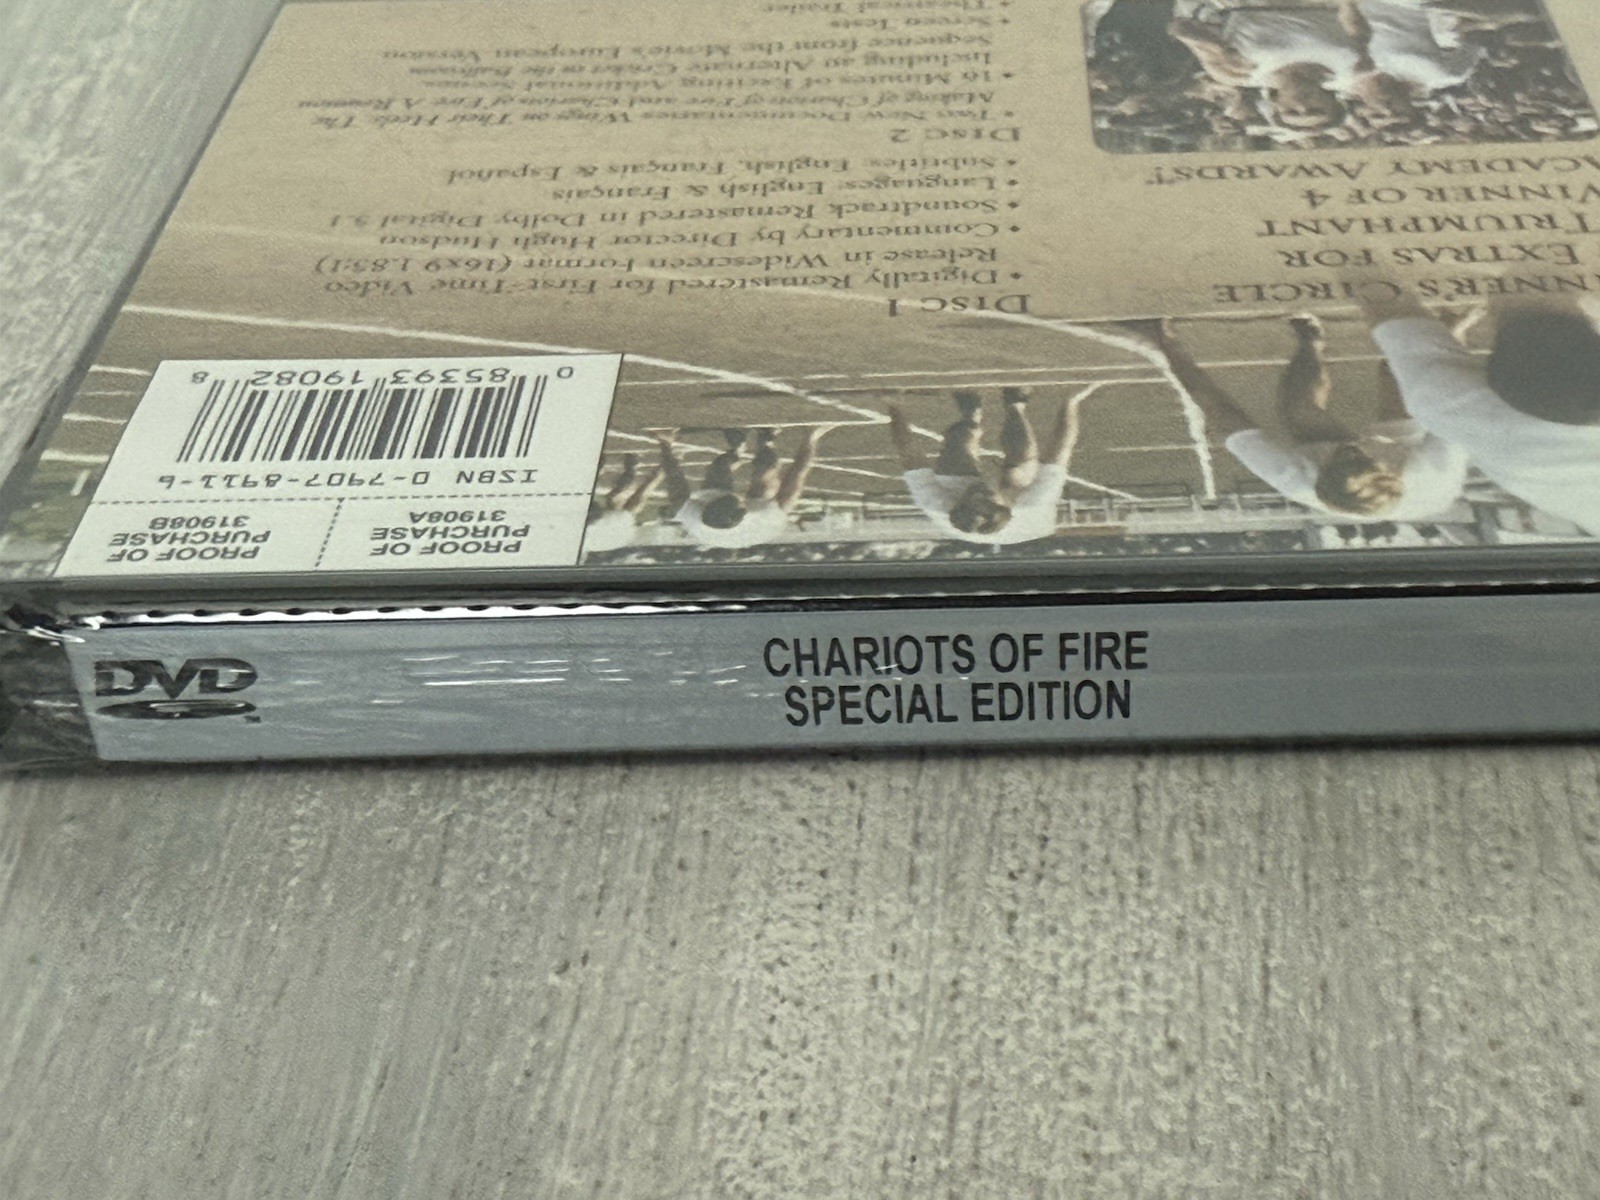 WINNER'S CIRCLE
EXTRAS FOR
TRIUMPHANT
WINNER OF 4
ACADEMY AWARDS®!
DISC 1
• Digitally Remastered for First-Time Video
Release in Widescreen Format (16x9 1.85:1)
• Commentary by Director Hugh Hudson
• Soundtrack Remastered in Dolby Digital 5.1
• Languages: English & Français
• Subtitles: English, Français & Español
DISC 2
• Two New Documentaries Wings on Their Heels: The
Making of Chariots of Fire and Chariots of Fire: A Reunion
• 16 Minutes of Exciting Additional Scenes
Including an Alternate Cricket in the Ballroom
Sequence from the Movie's European Version
• Screen Tests
• Theatrical Trailer
PROOF OF
PURCHASE
31908A
PROOF OF
PURCHASE
31908B
ISBN 0-7907-8911-6
0 85393 19082 8
DVD
CHARIOTS OF FIRE
SPECIAL EDITION